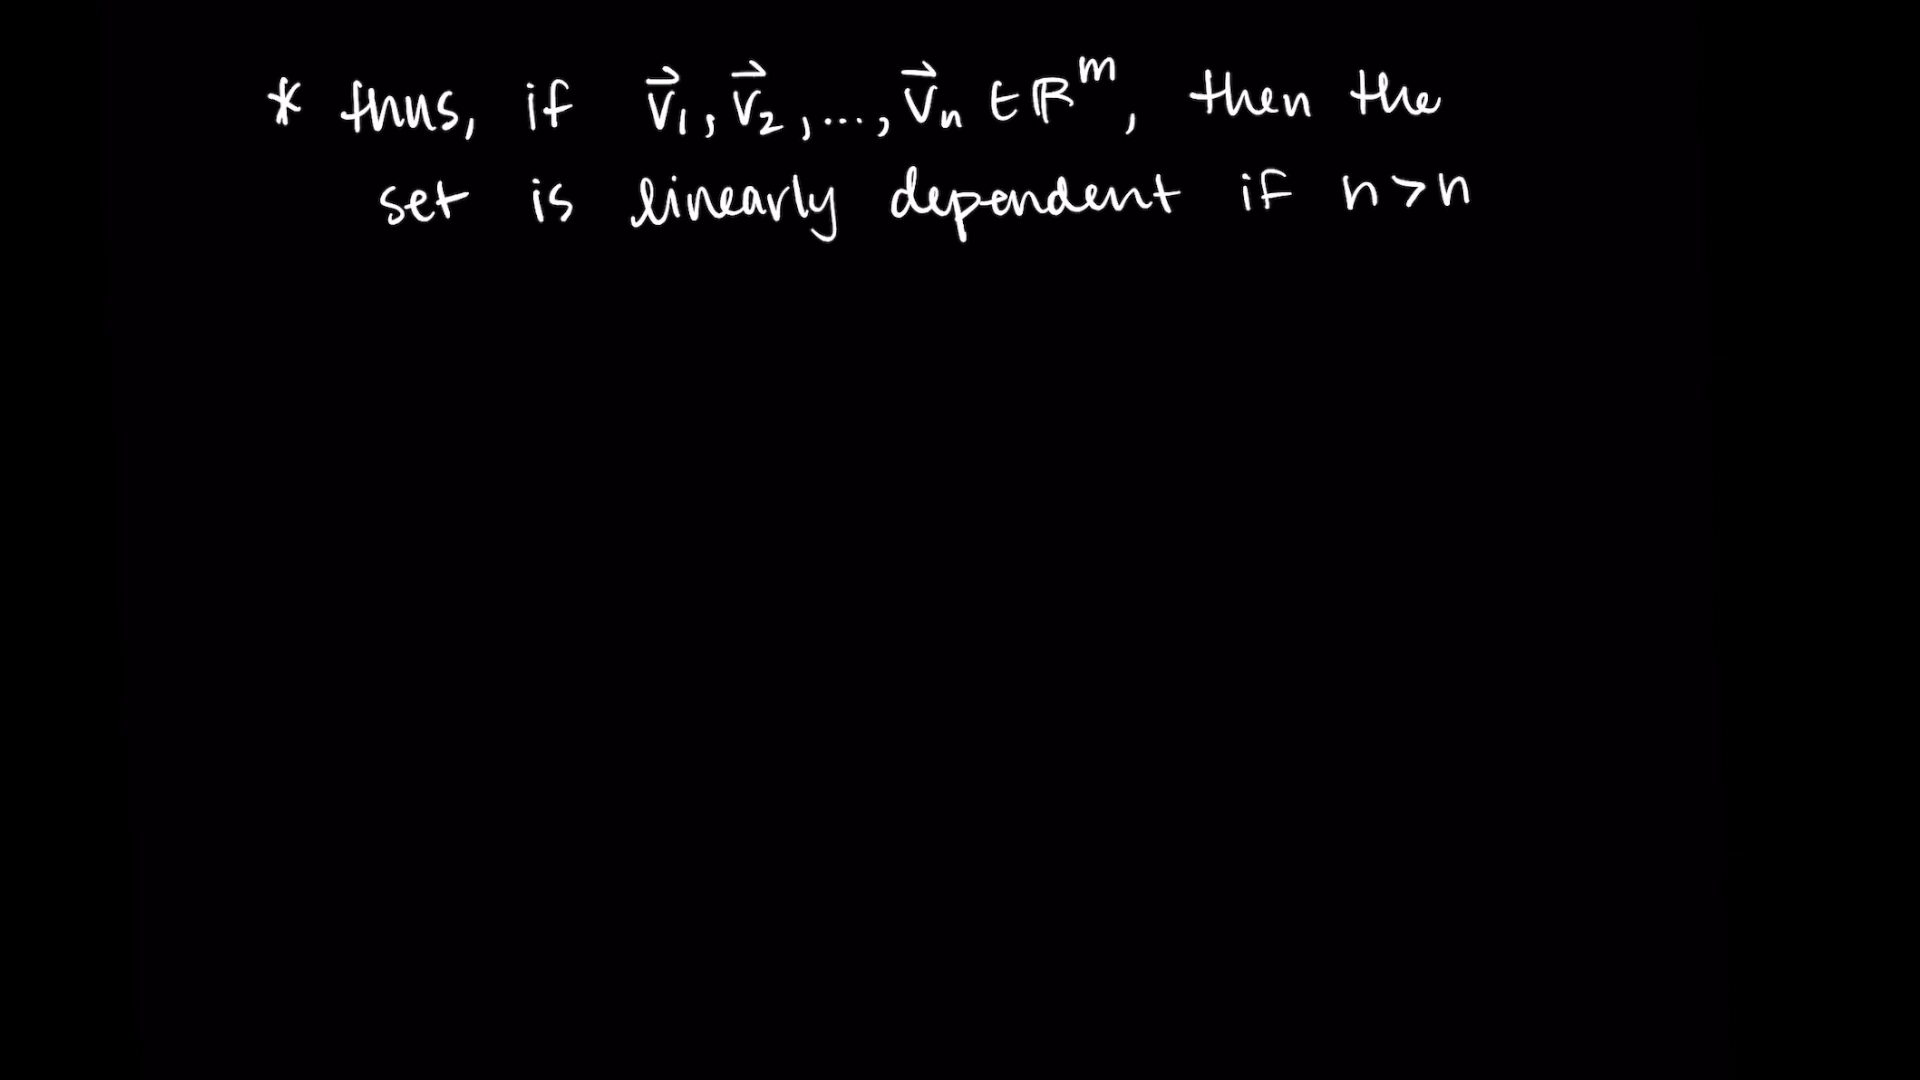 * thus, if v⃗₁, v⃗₂, ..., v⃗ₙ ∈ ℝᵐ, then the
set is linearly dependent if n>n